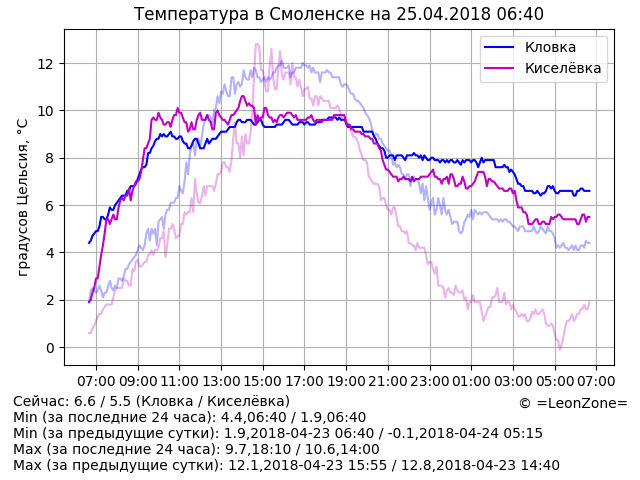 Температура в Смоленске на 25.04.2018 06:40
Кловка
Киселёвка
градусов Цельсия, °C
12
10
8
6
4
2
0
07:00 09:00 11:00 13:00 15:00 17:00 19:00 21:00 23:00 01:00 03:00 05:00 07:00
Сейчас: 6.6 / 5.5 (Кловка / Киселёвка)
© =LeonZone=
Min (за последние 24 часа): 4.4,06:40 / 1.9,06:40
Min (за предыдущие сутки): 1.9,2018-04-23 06:40 / -0.1,2018-04-24 05:15
Max (за последние 24 часа): 9.7,18:10 / 10.6,14:00
Max (за предыдущие сутки): 12.1,2018-04-23 15:55 / 12.8,2018-04-23 14:40